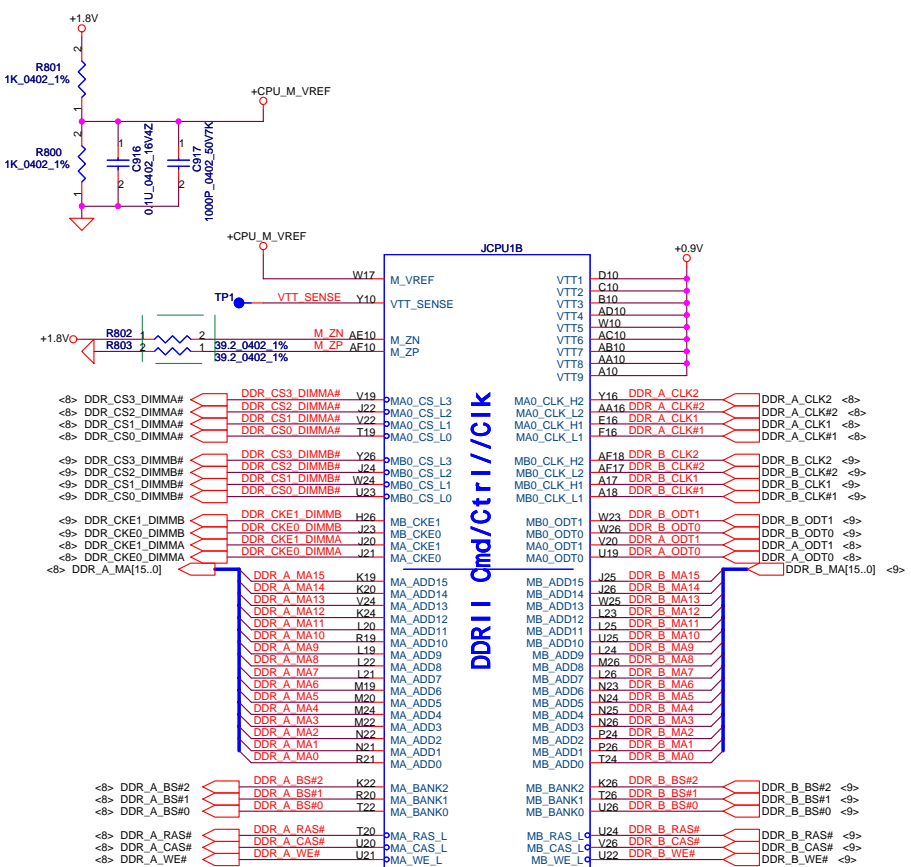 +1.8V
2
R801
1K_0402_1%
1
+CPU_M_VREF
2
R800
1K_0402_1%
1
1
2
C916
0.1U_0402_16V4Z
1
2
C917
1000P_0402_50V7K
+CPU_M_VREF
JCPU1B
+0.9V
W17 M_VREF
TP1 VTT_SENSE Y10 VTT_SENSE
+1.8V R802 1 2 39.2_0402_1% M_ZN AE10 M_ZN
R803 2 1 39.2_0402_1% M_ZP AF10 M_ZP
VTT1 D10
VTT2 C10
VTT3 B10
VTT4 AD10
VTT5 W10
VTT6 AC10
VTT7 AB10
VTT8 AA10
VTT9 A10
DDRII Cmd/Ctrl//Clk
<8> DDR_CS3_DIMMA# DDR_CS3_DIMMA# V19 MA0_CS_L3
<8> DDR_CS2_DIMMA# DDR_CS2_DIMMA# J22 MA0_CS_L2
<8> DDR_CS1_DIMMA# DDR_CS1_DIMMA# V22 MA0_CS_L1
<8> DDR_CS0_DIMMA# DDR_CS0_DIMMA# T19 MA0_CS_L0
<9> DDR_CS3_DIMMB# DDR_CS3_DIMMB# Y26 MB0_CS_L3
<9> DDR_CS2_DIMMB# DDR_CS2_DIMMB# J24 MB0_CS_L2
<9> DDR_CS1_DIMMB# DDR_CS1_DIMMB# W24 MB0_CS_L1
<9> DDR_CS0_DIMMB# DDR_CS0_DIMMB# U23 MB0_CS_L0
<9> DDR_CKE1_DIMMB DDR_CKE1_DIMMB H26 MB_CKE1
<9> DDR_CKE0_DIMMB DDR_CKE0_DIMMB J23 MB_CKE0
<8> DDR_CKE1_DIMMA DDR_CKE1_DIMMA J20 MA_CKE1
<8> DDR_CKE0_DIMMA DDR_CKE0_DIMMA J21 MA_CKE0
<8> DDR_A_MA[15..0]
DDR_A_MA15 K19 MA_ADD15
DDR_A_MA14 K20 MA_ADD14
DDR_A_MA13 V24 MA_ADD13
DDR_A_MA12 K24 MA_ADD12
DDR_A_MA11 L20 MA_ADD11
DDR_A_MA10 R19 MA_ADD10
DDR_A_MA9 L19 MA_ADD9
DDR_A_MA8 L22 MA_ADD8
DDR_A_MA7 L21 MA_ADD7
DDR_A_MA6 M19 MA_ADD6
DDR_A_MA5 M20 MA_ADD5
DDR_A_MA4 M24 MA_ADD4
DDR_A_MA3 M22 MA_ADD3
DDR_A_MA2 N22 MA_ADD2
DDR_A_MA1 N21 MA_ADD1
DDR_A_MA0 R21 MA_ADD0
<8> DDR_A_BS#2 DDR_A_BS#2 K22 MA_BANK2
<8> DDR_A_BS#1 DDR_A_BS#1 R20 MA_BANK1
<8> DDR_A_BS#0 DDR_A_BS#0 T22 MA_BANK0
<8> DDR_A_RAS# DDR_A_RAS# T20 MA_RAS_L
<8> DDR_A_CAS# DDR_A_CAS# U20 MA_CAS_L
<8> DDR_A_WE# DDR_A_WE# U21 MA_WE_L
MA0_CLK_H2 Y16 DDR_A_CLK2 DDR_A_CLK2 <8>
MA0_CLK_L2 AA16 DDR_A_CLK#2 DDR_A_CLK#2 <8>
MA0_CLK_H1 E16 DDR_A_CLK1 DDR_A_CLK1 <8>
MA0_CLK_L1 F16 DDR_A_CLK#1 DDR_A_CLK#1 <8>
MB0_CLK_H2 AF18 DDR_B_CLK2 DDR_B_CLK2 <9>
MB0_CLK_L2 AF17 DDR_B_CLK#2 DDR_B_CLK#2 <9>
MB0_CLK_H1 A17 DDR_B_CLK1 DDR_B_CLK1 <9>
MB0_CLK_L1 A18 DDR_B_CLK#1 DDR_B_CLK#1 <9>
MB0_ODT1 W23 DDR_B_ODT1 DDR_B_ODT1 <9>
MB0_ODT0 W26 DDR_B_ODT0 DDR_B_ODT0 <9>
MA0_ODT1 V20 DDR_A_ODT1 DDR_A_ODT1 <8>
MA0_ODT0 U19 DDR_A_ODT0 DDR_A_ODT0 <8>
DDR_B_MA[15..0] <9>
MB_ADD15 J25 DDR_B_MA15
MB_ADD14 J26 DDR_B_MA14
MB_ADD13 W25 DDR_B_MA13
MB_ADD12 L23 DDR_B_MA12
MB_ADD11 L25 DDR_B_MA11
MB_ADD10 U25 DDR_B_MA10
MB_ADD9 L24 DDR_B_MA9
MB_ADD8 M26 DDR_B_MA8
MB_ADD7 L26 DDR_B_MA7
MB_ADD6 N23 DDR_B_MA6
MB_ADD5 N24 DDR_B_MA5
MB_ADD4 N25 DDR_B_MA4
MB_ADD3 N26 DDR_B_MA3
MB_ADD2 P24 DDR_B_MA2
MB_ADD1 P26 DDR_B_MA1
MB_ADD0 T24 DDR_B_MA0
MB_BANK2 K26 DDR_B_BS#2 DDR_B_BS#2 <9>
MB_BANK1 T26 DDR_B_BS#1 DDR_B_BS#1 <9>
MB_BANK0 U26 DDR_B_BS#0 DDR_B_BS#0 <9>
MB_RAS_L U24 DDR_B_RAS# DDR_B_RAS# <9>
MB_CAS_L V26 DDR_B_CAS# DDR_B_CAS# <9>
MB_WE_L U22 DDR_B_WE# DDR_B_WE# <9>